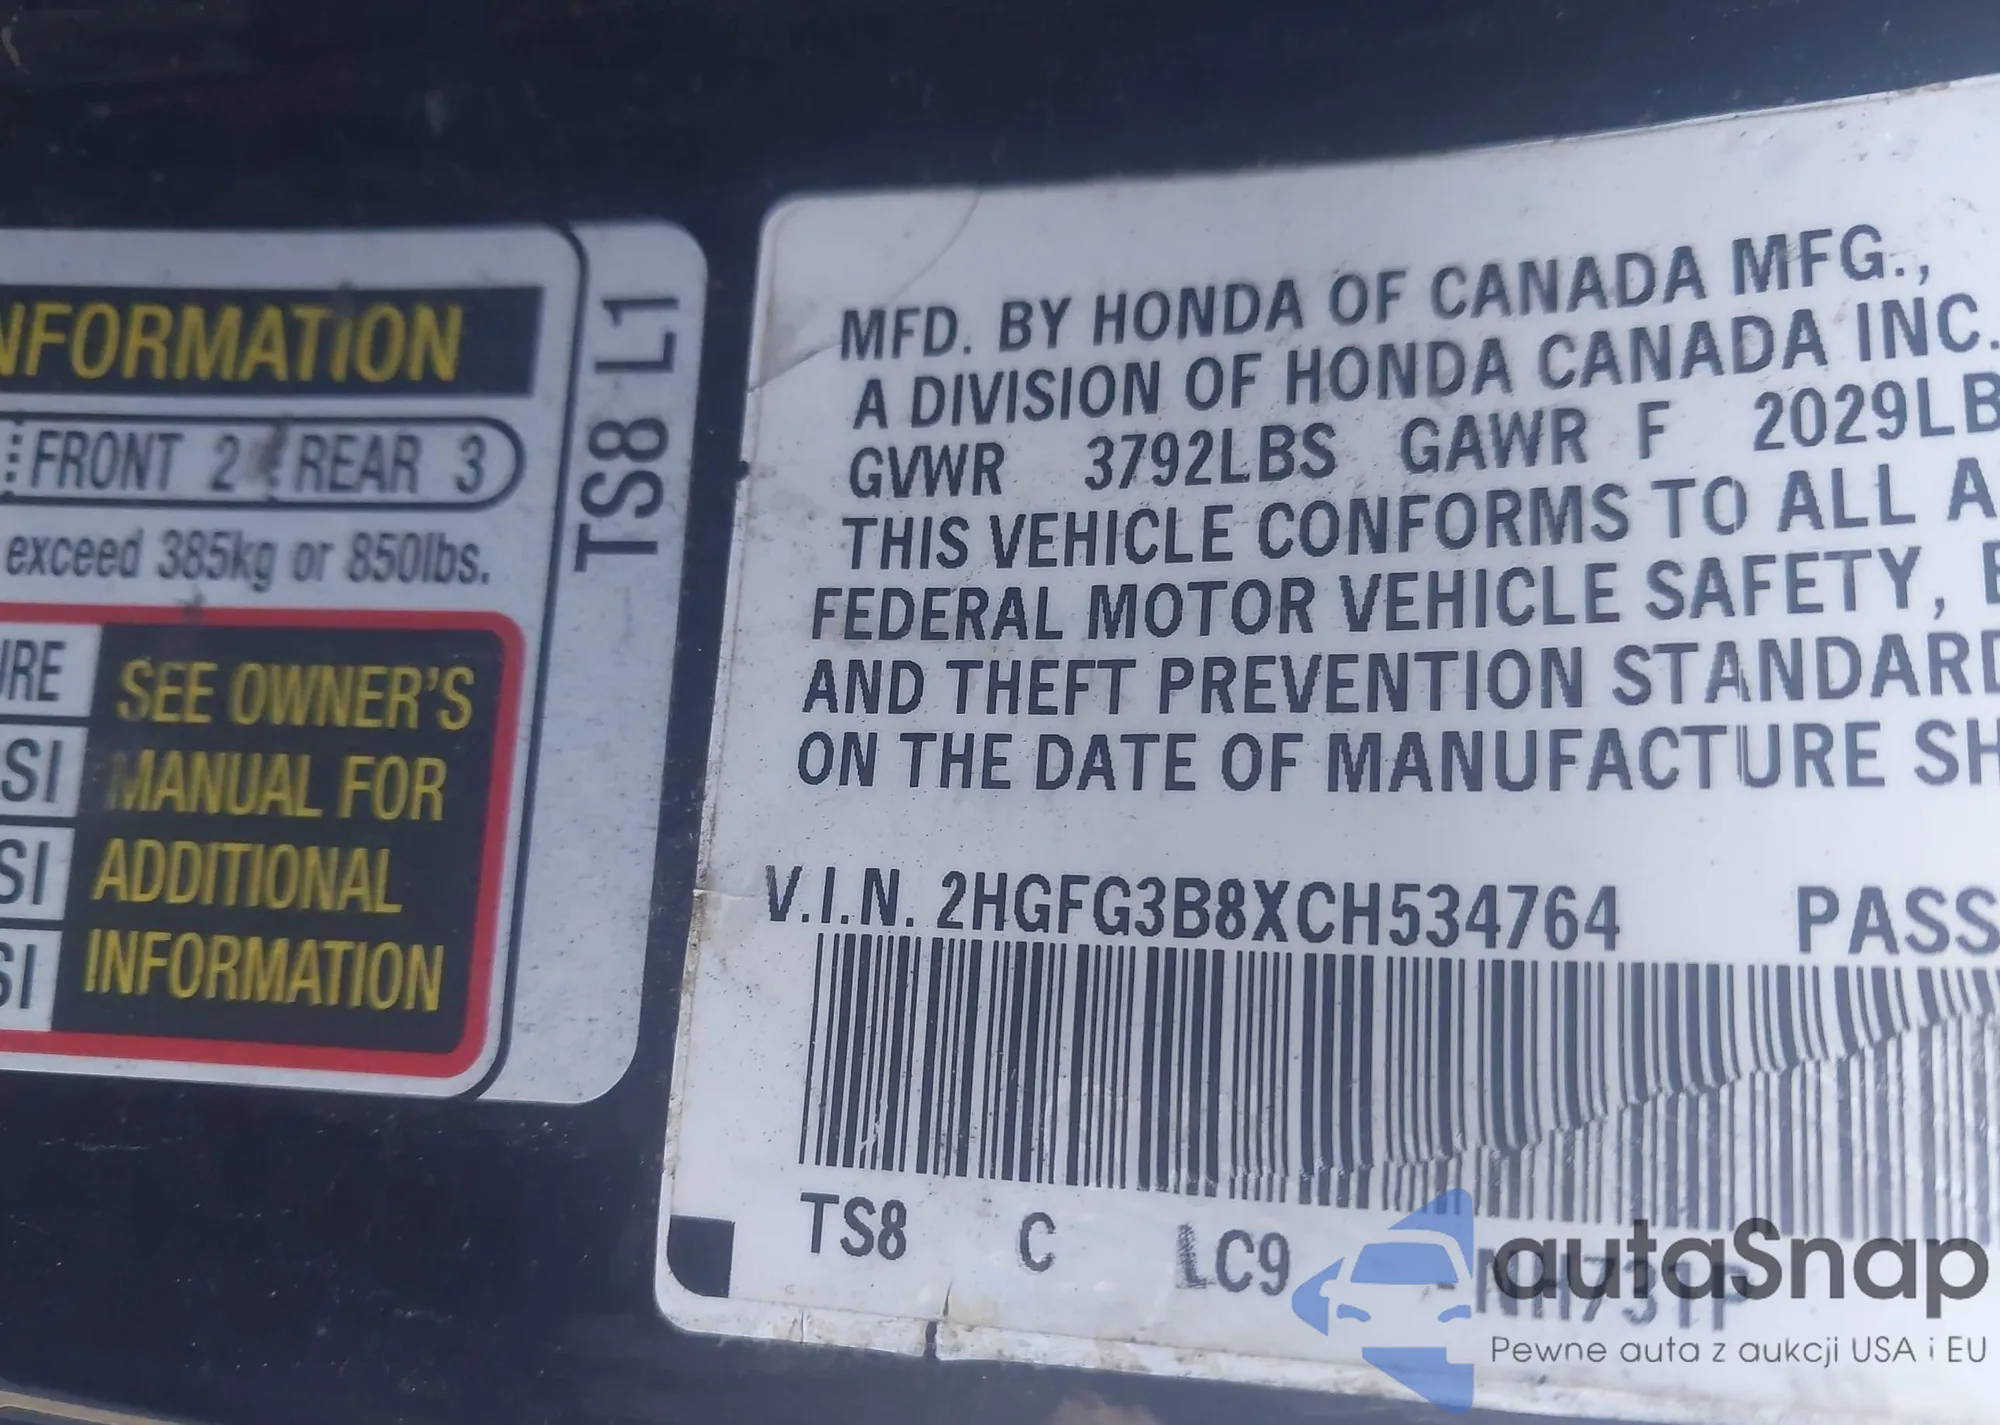 NFORMATION
FRONT 2 REAR 3
exceed 385kg or 850lbs.
URE
SI
SI
SI
SEE OWNER'S
MANUAL FOR
ADDITIONAL
INFORMATION
TS8 L1
MFD. BY HONDA OF CANADA MFG.,
A DIVISION OF HONDA CANADA INC.
GVWR 3792LBS GAWR F 2029LB
THIS VEHICLE CONFORMS TO ALL A
FEDERAL MOTOR VEHICLE SAFETY, B
AND THEFT PREVENTION STANDARD
ON THE DATE OF MANUFACTURE SH
V.I.N. 2HGFG3B8XCH534764 PASS
TS8 C LC9 -NH731P
autaSnap
Pewne auta z aukcji USA i EU